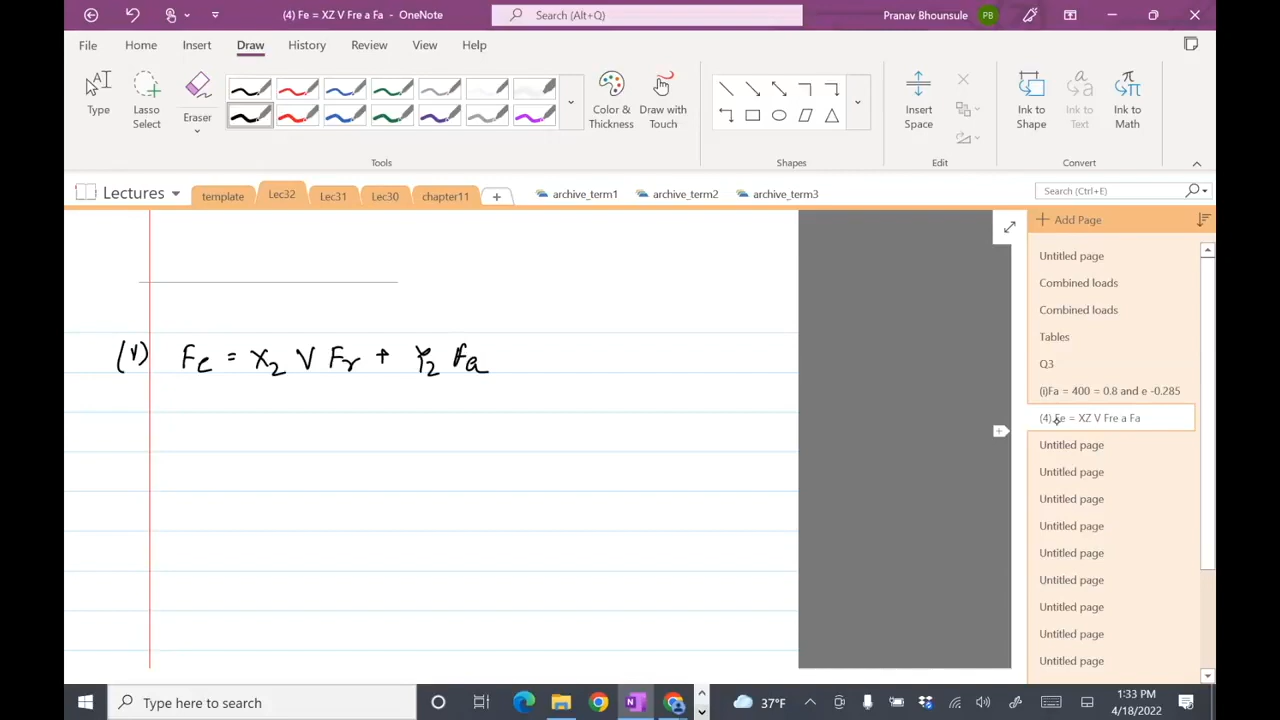 (4) Fe = XZ V Fre a Fa - OneNote
Search (Alt+Q)
Pranav Bhounsule PB
File Home Insert Draw History Review View Help
Type
Lasso Select
Eraser
Color & Thickness
Draw with Touch
Insert Space
Ink to Shape
Ink to Text
Ink to Math
Tools
Shapes
Edit
Convert
Lectures template Lec32 Lec31 Lec30 chapter11 archive_term1 archive_term2 archive_term3 Search (Ctrl+E)
Add Page
Untitled page
Combined loads
Combined loads
Tables
Q3
(i)Fa = 400 = 0.8 and e -0.285
(4) Fe = XZ V Fre a Fa
Untitled page
Untitled page
Untitled page
Untitled page
Untitled page
Untitled page
Untitled page
Untitled page
Untitled page
(4) Fe = X2 V Fr + Y2 Fa
Type here to search
37°F
1:33 PM
4/18/2022